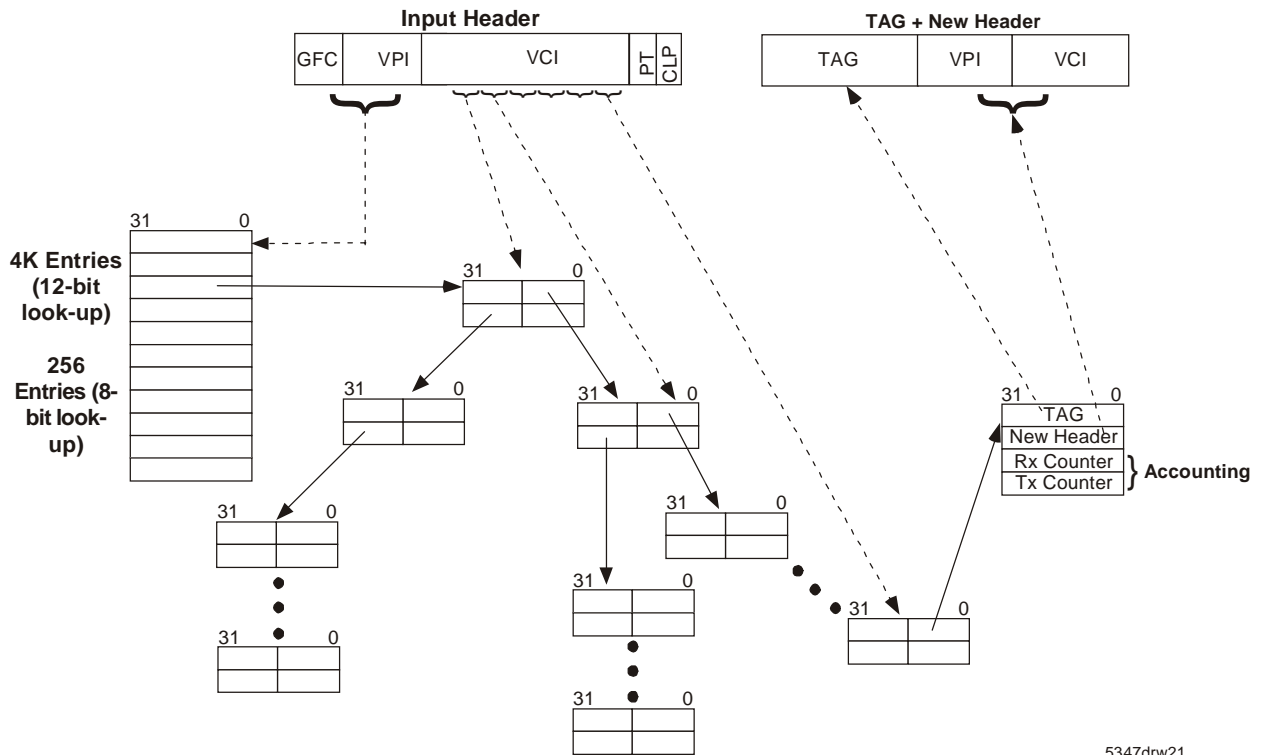 Input Header
TAG + New Header
GFC VPI VCI PT CLP
TAG VPI VCI
31 0
4K Entries
(12-bit
look-up)
256
Entries (8-
bit look-
up)
31 0
31 0
31 0
31 0
TAG
New Header
Rx Counter
Tx Counter
Accounting
31 0
31 0
31 0
31 0
31 0
31 0
5347drw21